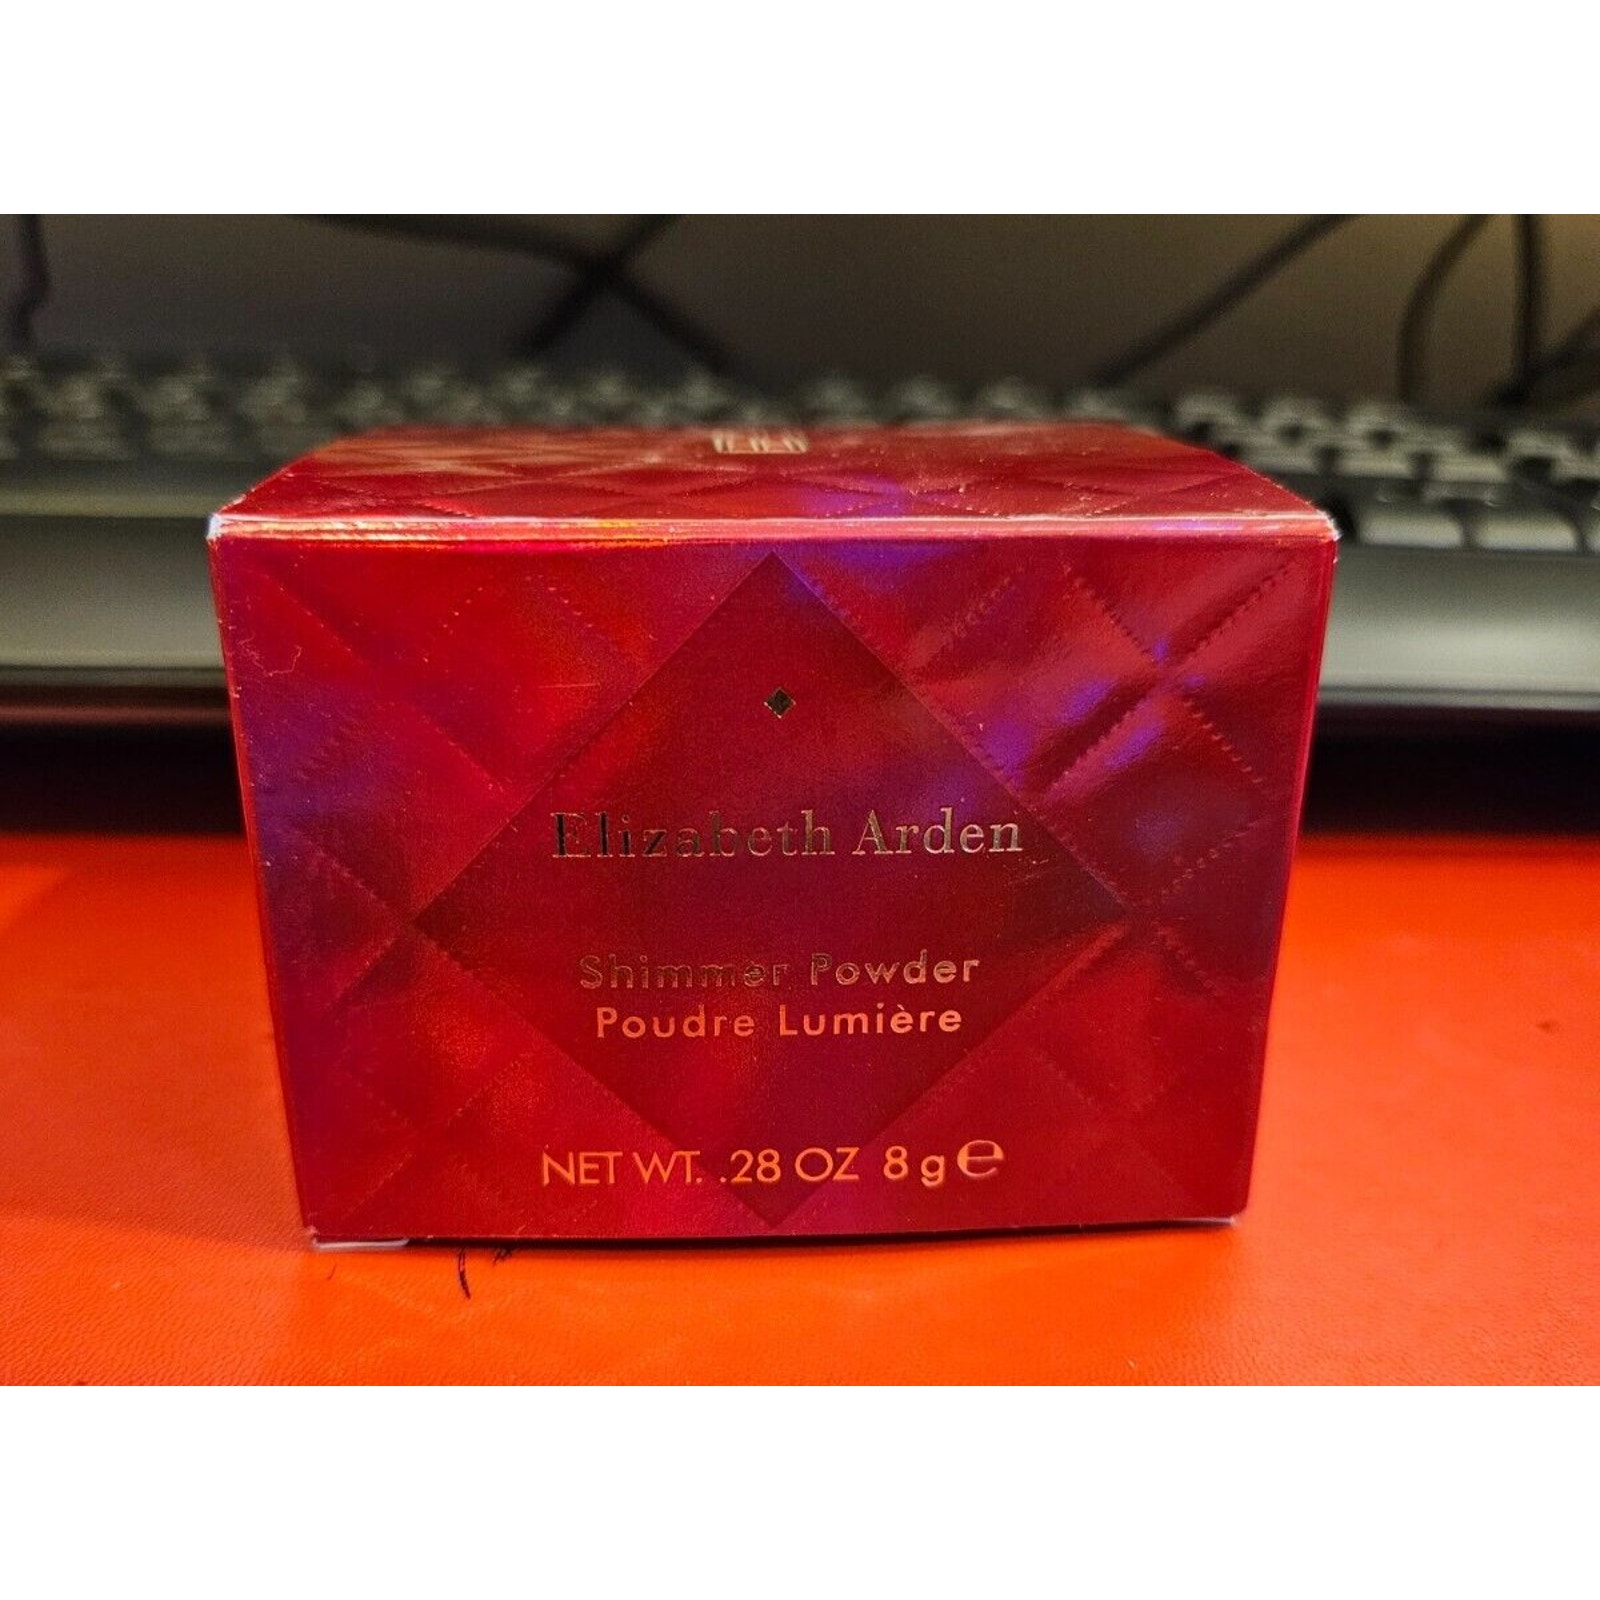 Elizabeth Arden
Shimmer Powder
Poudre Lumière
NET WT. .28 OZ 8 g ℮